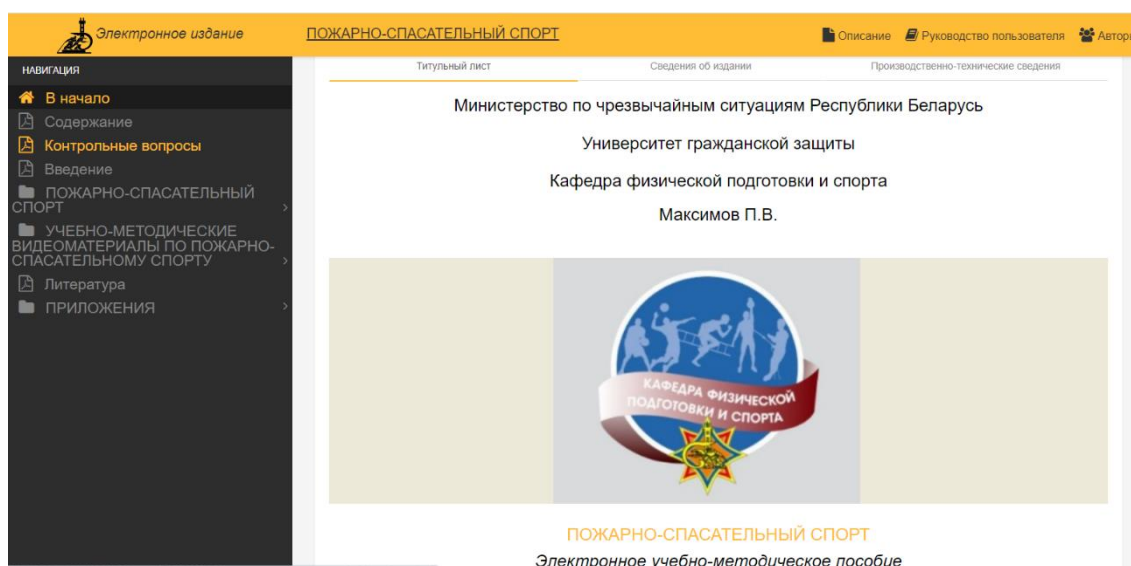 Электронное издание
ПОЖАРНО-СПАСАТЕЛЬНЫЙ СПОРТ
Описание
Руководство пользователя
Автор
НАВИГАЦИЯ
В начало
Содержание
Контрольные вопросы
Введение
ПОЖАРНО-СПАСАТЕЛЬНЫЙ
СПОРТ
УЧЕБНО-МЕТОДИЧЕСКИЕ
ВИДЕОМАТЕРИАЛЫ ПО ПОЖАРНО-
СПАСАТЕЛЬНОМУ СПОРТУ
Литература
ПРИЛОЖЕНИЯ
Титульный лист
Сведения об издании
Производственно-технические сведения
Министерство по чрезвычайным ситуациям Республики Беларусь
Университет гражданской защиты
Кафедра физической подготовки и спорта
Максимов П.В.
КАФЕДРА ФИЗИЧЕСКОЙ
ПОДГОТОВКИ И СПОРТА
ПОЖАРНО-СПАСАТЕЛЬНЫЙ СПОРТ
Электронное учебно-методическое пособие